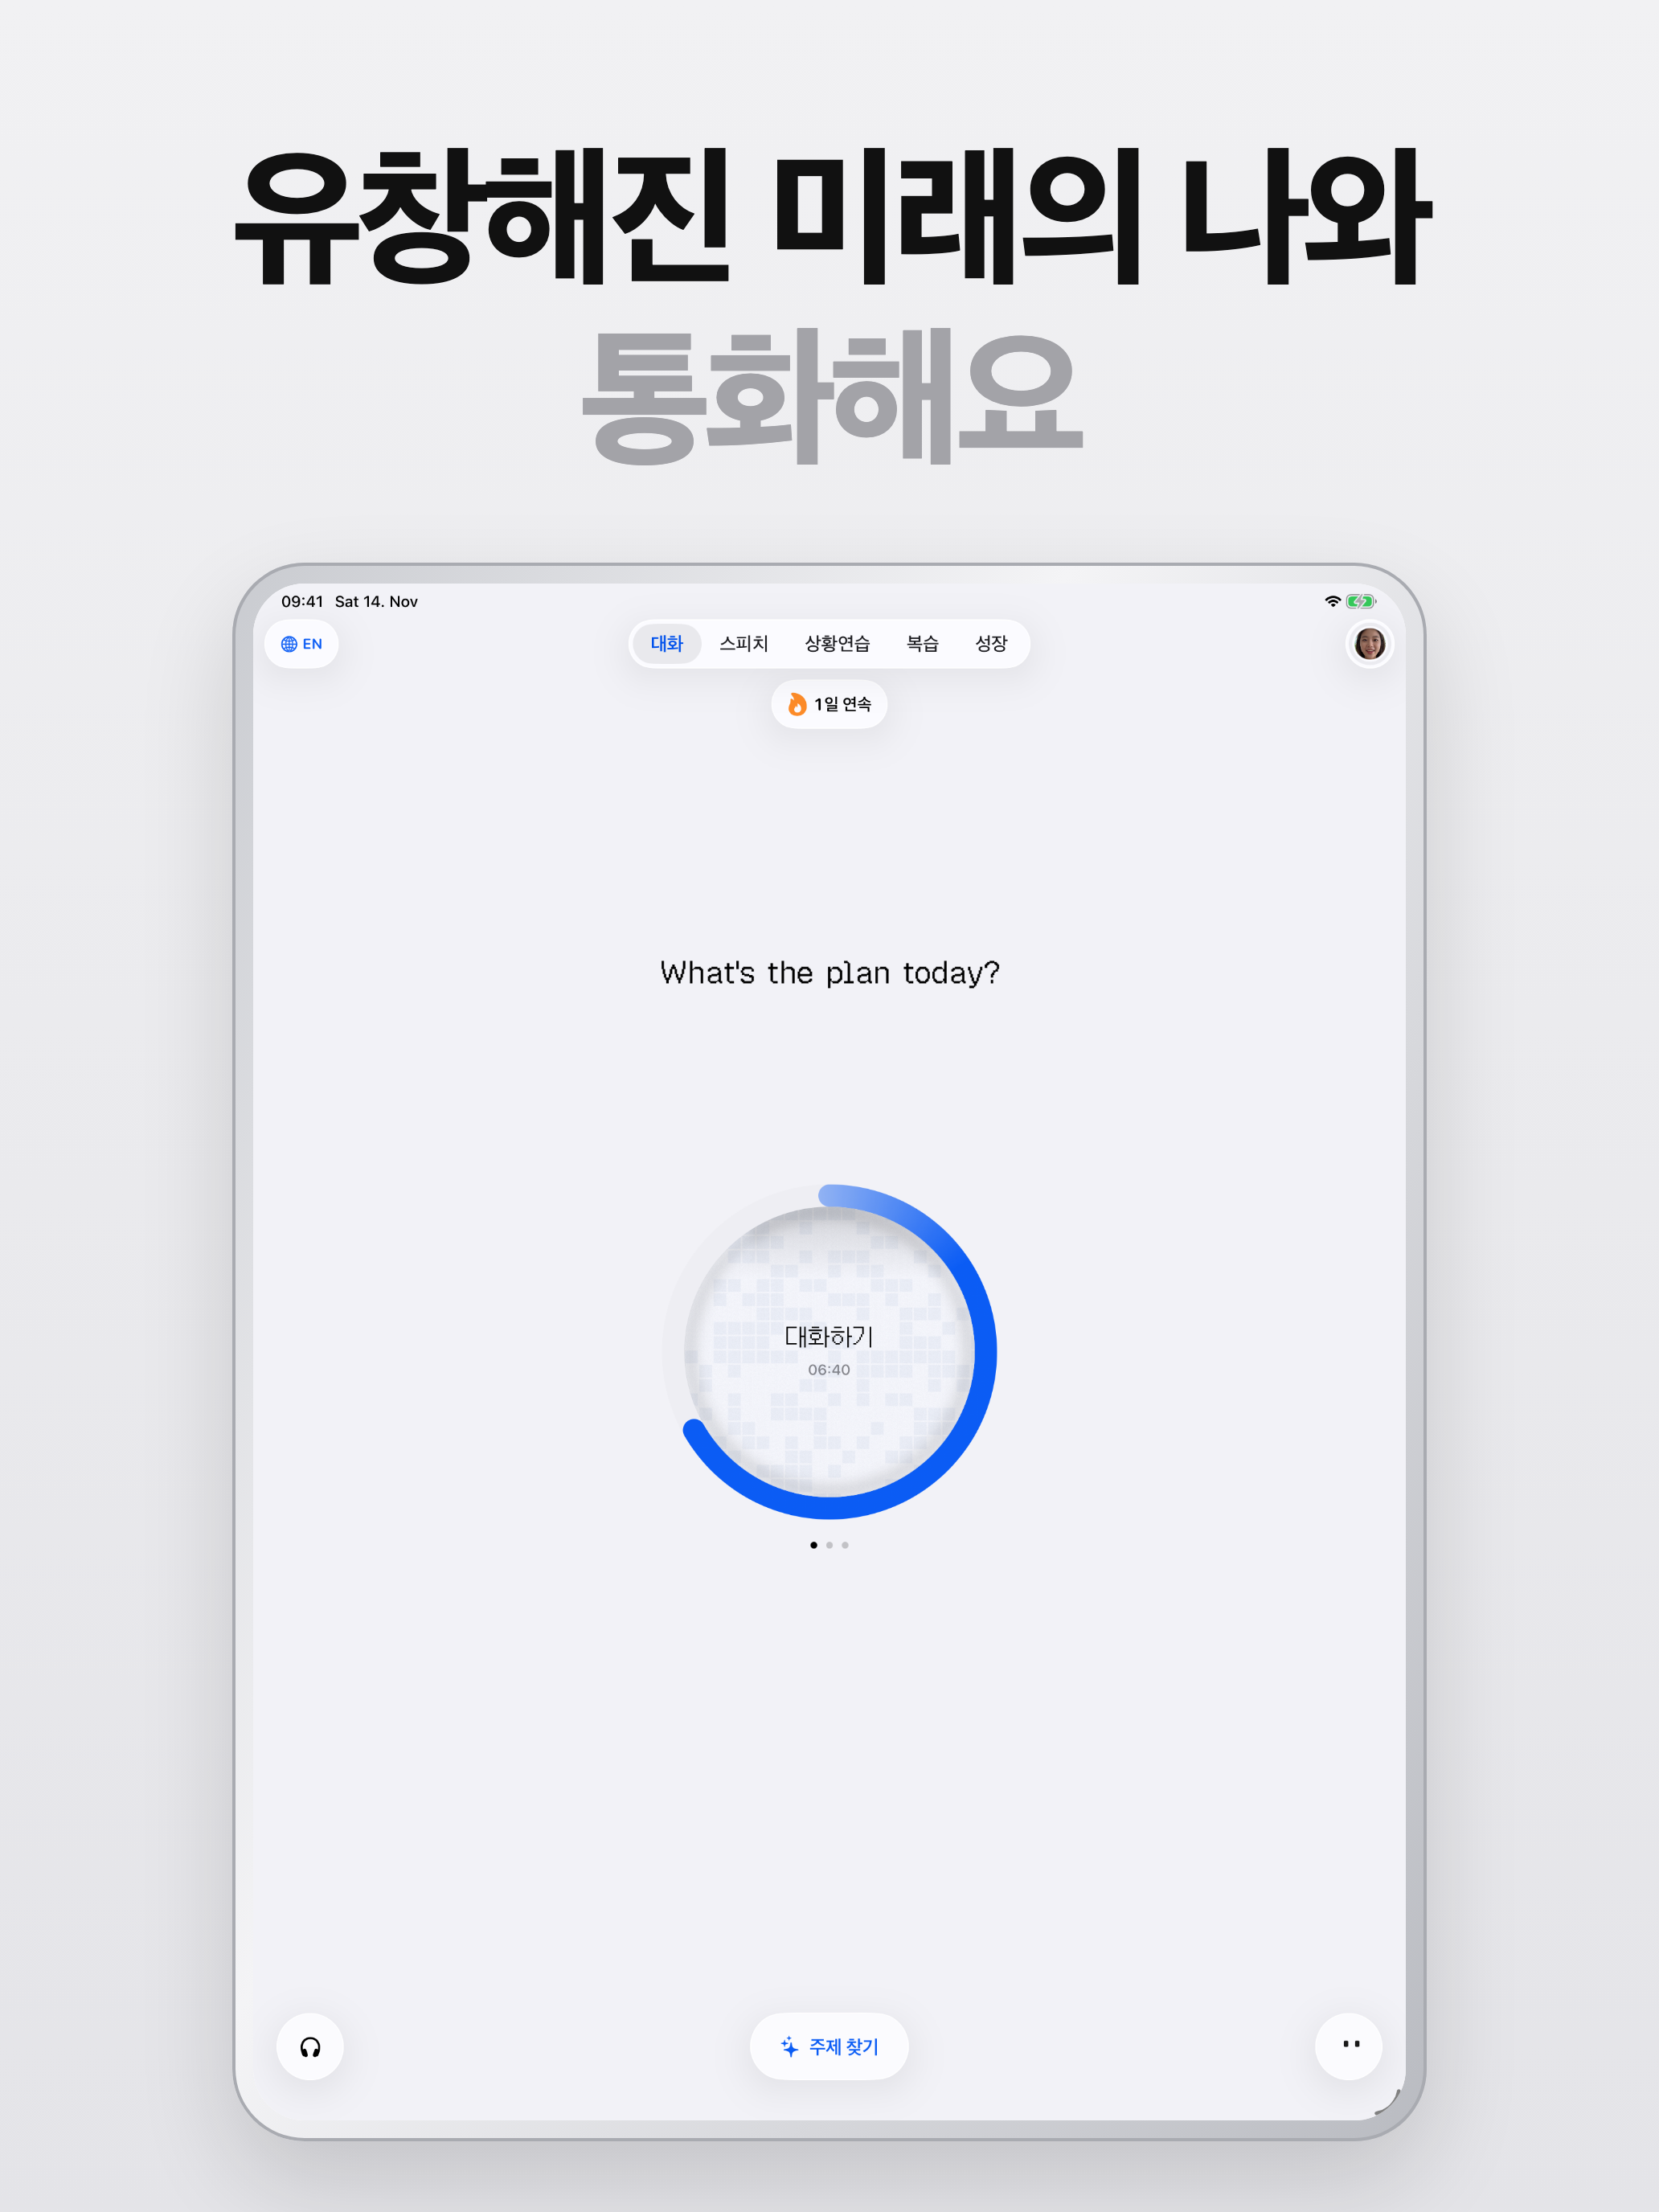 유창해진 미래의 나와
통화해요
09:41 Sat 14. Nov
EN
대화 스피치 상황연습 복습 성장
1일 연속
What's the plan today?
대화하기
06:40
주제 찾기